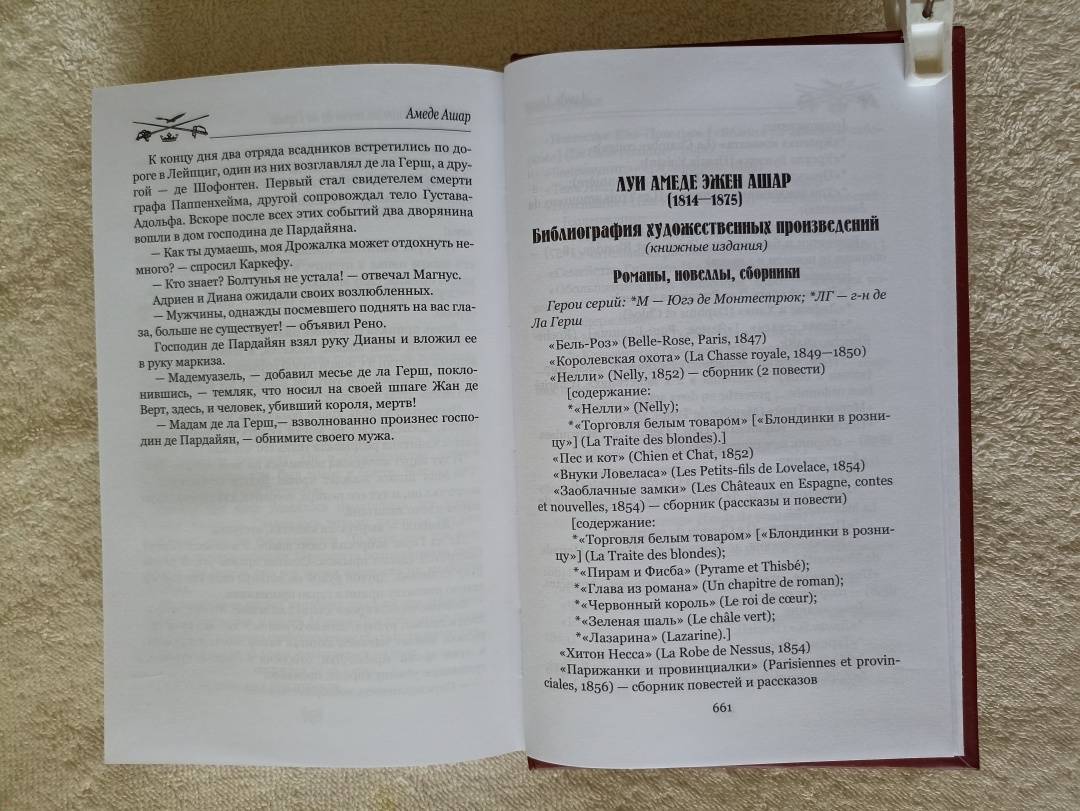 Амеде Ашар
К концу дня два отряда всадников встретились по до-
роге в Лейпциг, один из них возглавлял де ла Герш, а дру-
гой — де Шофонтен. Первый стал свидетелем смерти
графа Паппенхейма, другой сопровождал тело Густава-
Адольфа. Вскоре после всех этих событий два дворянина
вошли в дом господина де Пардайяна.
— Как ты думаешь, моя Дрожалка может отдохнуть не-
много? — спросил Каркефу.
— Кто знает? Болтунья не устала! — отвечал Магнус.
Адриен и Диана ожидали своих возлюбленных.
— Мужчины, однажды посмевшего поднять на вас гла-
за, больше не существует! — объявил Рено.
Господин де Пардайян взял руку Дианы и вложил ее
в руку маркиза.
— Мадемуазель, — добавил месье де ла Герш, покло-
нившись, — темляк, что носил на своей шпаге Жан де
Верт, здесь, и человек, убивший короля, мертв!
— Мадам де ла Герш,— взволнованно произнес госпо-
дин де Пардайян, — обнимите своего мужа.
ЛУИ АМЕДЕ ЭЖЕН АШАР
(1814—1875)
Библиография художественных произведений
(книжные издания)
Романы, новеллы, сборники
Герои серий: *М — Югэ де Монтестрюк; *ЛГ — г-н де
Ла Герш
«Бель-Роз» (Belle-Rose, Paris, 1847)
«Королевская охота» (La Chasse royale, 1849—1850)
«Нелли» (Nelly, 1852) — сборник (2 повести)
[содержание:
*«Нелли» (Nelly);
*«Торговля белым товаром» [«Блондинки в розни-
цу»] (La Traite des blondes).]
«Пес и кот» (Chien et Chat, 1852)
«Внуки Ловеласа» (Les Petits-fils de Lovelace, 1854)
«Заоблачные замки» (Les Châteaux en Espagne, contes
et nouvelles, 1854) — сборник (рассказы и повести)
[содержание:
*«Торговля белым товаром» [«Блондинки в розни-
цу»] (La Traite des blondes);
*«Пирам и Фисба» (Pyrame et Thisbé);
*«Глава из романа» (Un chapitre de roman);
*«Червонный король» (Le roi de cœur);
*«Зеленая шаль» (Le châle vert);
*«Лазарина» (Lazarine).]
«Хитон Несса» (La Robe de Nessus, 1854)
«Парижанки и провинциалки» (Parisiennes et provin-
ciales, 1856) — сборник повестей и рассказов
661